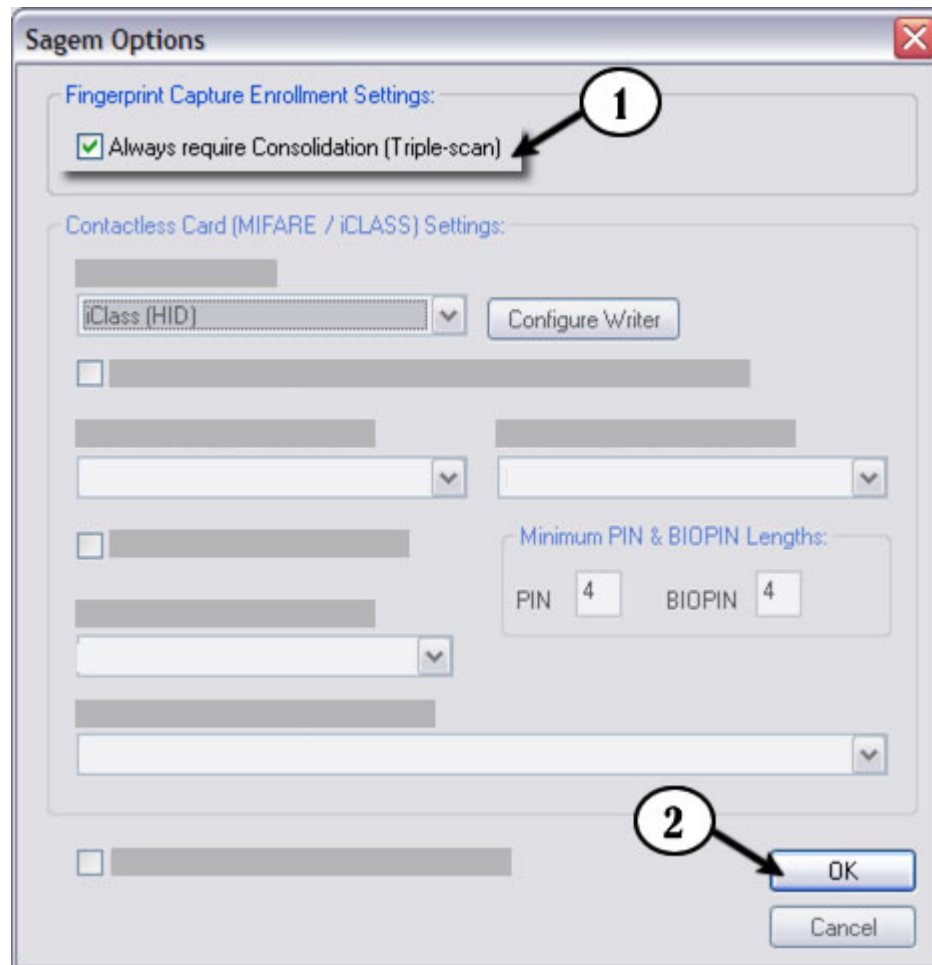 Sagem Options
Fingerprint Capture Enrollment Settings:
1
Always require Consolidation (Triple-scan)
Contactless Card (MIFARE / iCLASS) Settings:
iClass (HID)
Configure Writer
Minimum PIN & BIOPIN Lengths:
PIN 4 BIOPIN 4
2
OK
Cancel